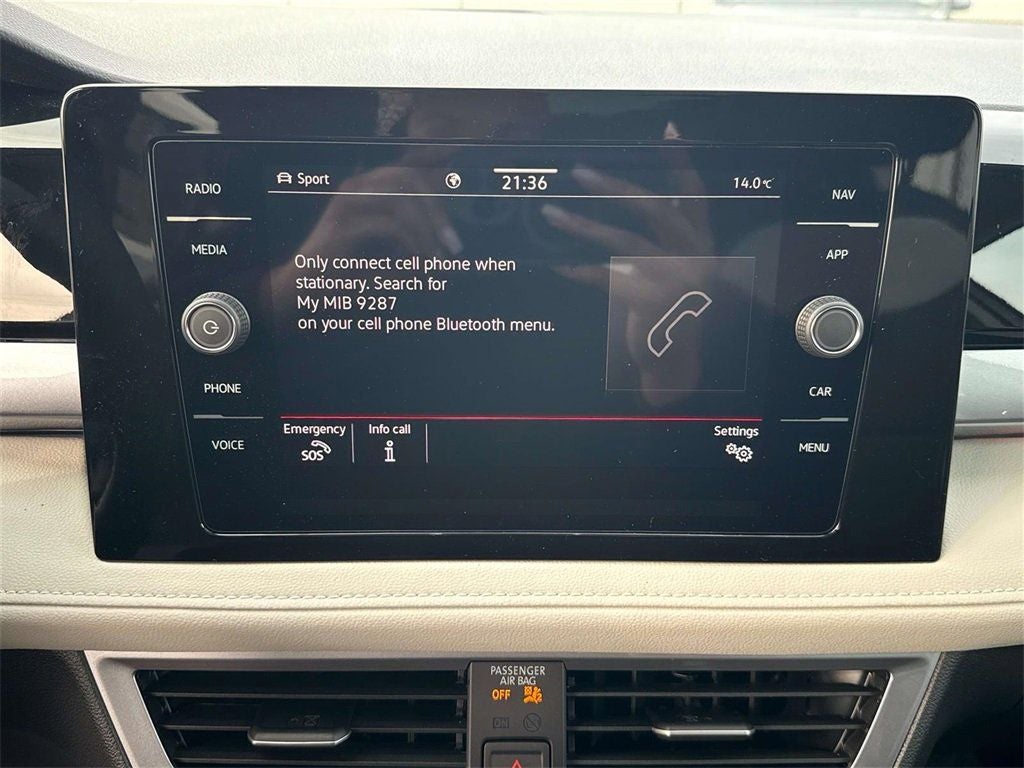 Sport
21:36
14.0°C
RADIO
MEDIA
PHONE
VOICE
Only connect cell phone when
stationary. Search for
My MIB 9287
on your cell phone Bluetooth menu.
Emergency
SOS
Info call
i
Settings
NAV
APP
CAR
MENU
PASSENGER
AIR BAG
OFF
ON